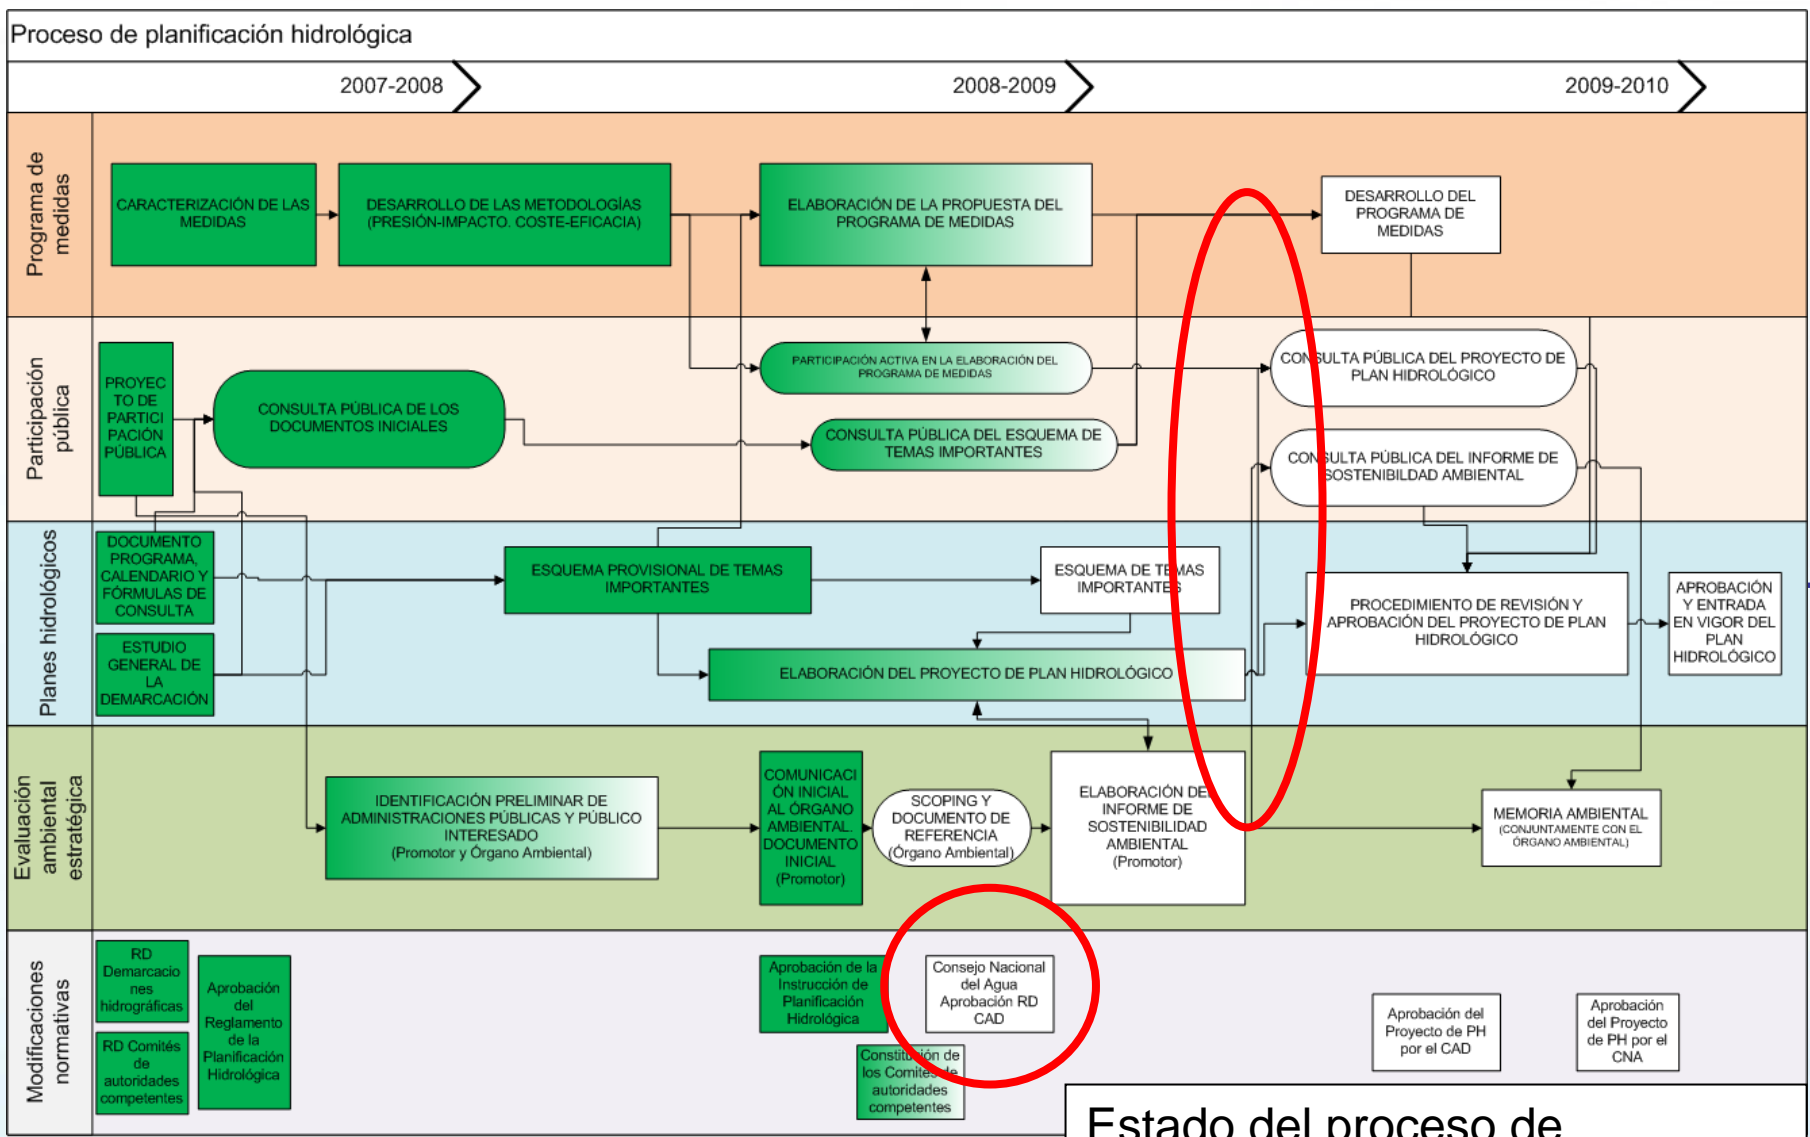 Proceso de planificación hidrológica
2007-2008
2008-2009
2009-2010
Programa de
medidas
CARACTERIZACIÓN DE LAS
MEDIDAS
DESARROLLO DE LAS METODOLOGÍAS
(PRESIÓN-IMPACTO. COSTE-EFICACIA)
ELABORACIÓN DE LA PROPUESTA DEL
PROGRAMA DE MEDIDAS
DESARROLLO DEL
PROGRAMA DE
MEDIDAS
Participación
pública
PROYEC
TO DE
PARTICI
PACIÓN
PÚBLICA
CONSULTA PÚBLICA DE LOS
DOCUMENTOS INICIALES
PARTICIPACIÓN ACTIVA EN LA ELABORACIÓN DEL
PROGRAMA DE MEDIDAS
CONSULTA PÚBLICA DEL ESQUEMA DE
TEMAS IMPORTANTES
CONSULTA PÚBLICA DEL PROYECTO DE
PLAN HIDROLÓGICO
CONSULTA PÚBLICA DEL INFORME DE
SOSTENIBILDAD AMBIENTAL
Planes hidrológicos
DOCUMENTO
PROGRAMA,
CALENDARIO Y
FÓRMULAS DE
CONSULTA
ESTUDIO
GENERAL DE
LA
DEMARCACIÓN
ESQUEMA PROVISIONAL DE TEMAS
IMPORTANTES
ESQUEMA DE TEMAS
IMPORTANTES
ELABORACIÓN DEL PROYECTO DE PLAN HIDROLÓGICO
PROCEDIMIENTO DE REVISIÓN Y
APROBACIÓN DEL PROYECTO DE PLAN
HIDROLÓGICO
APROBACIÓN
Y ENTRADA
EN VIGOR DEL
PLAN
HIDROLÓGICO
Evaluación
ambiental
estratégica
IDENTIFICACIÓN PRELIMINAR DE
ADMINISTRACIONES PÚBLICAS Y PÚBLICO
INTERESADO
(Promotor y Órgano Ambiental)
COMUNICACI
ÓN INICIAL
AL ÓRGANO
AMBIENTAL.
DOCUMENTO
INICIAL
(Promotor)
SCOPING Y
DOCUMENTO DE
REFERENCIA
(Órgano Ambiental)
ELABORACIÓN DEL
INFORME DE
SOSTENIBILIDAD
AMBIENTAL
(Promotor)
MEMORIA AMBIENTAL
(CONJUNTAMENTE CON EL
ÓRGANO AMBIENTAL)
Modificaciones
normativas
RD
Demarcacio
nes
hidrográficas
RD Comités
de
autoridades
competentes
Aprobación
del
Reglamento
de la
Planificación
Hidrológica
Aprobación de la
Instrucción de
Planificación
Hidrológica
Consejo Nacional
del Agua
Aprobación RD
CAD
Constitución de
los Comités de
autoridades
competentes
Aprobación del
Proyecto de PH
por el CAD
Aprobación
del Proyecto
de PH por el
CNA
Estado del proceso de